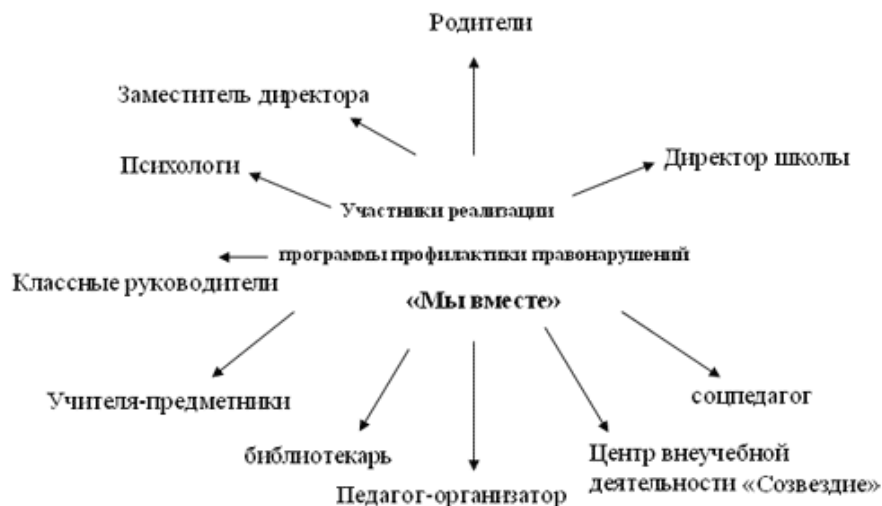 Родители
Заместитель директора
Психологи
Директор школы
Участники реализации
программы профилактики правонарушений
«Мы вместе»
Классные руководители
Учителя-предметники
соцпедагог
библиотекарь
Центр внеучебной
деятельности «Созвездие»
Педагог-организатор